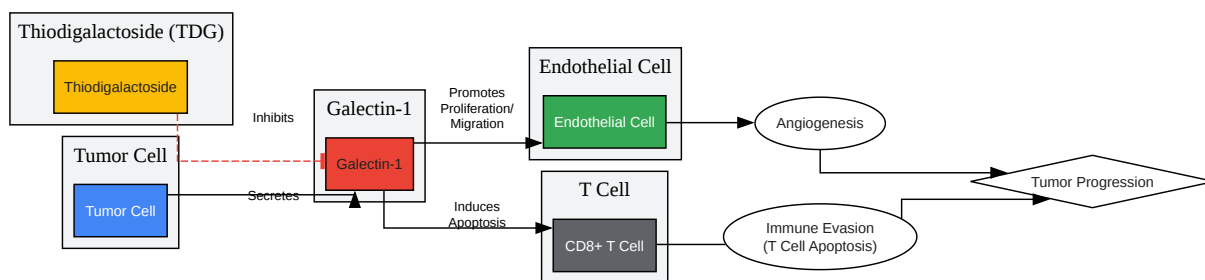 Thiodigalactoside (TDG)
Thiodigalactoside
Tumor Cell
Tumor Cell
Inhibits
Secretes
Galectin-1
Galectin-1
Promotes
Proliferation/
Migration
Induces
Apoptosis
Endothelial Cell
Endothelial Cell
T Cell
CD8+ T Cell
Angiogenesis
Immune Evasion
(T Cell Apoptosis)
Tumor Progression